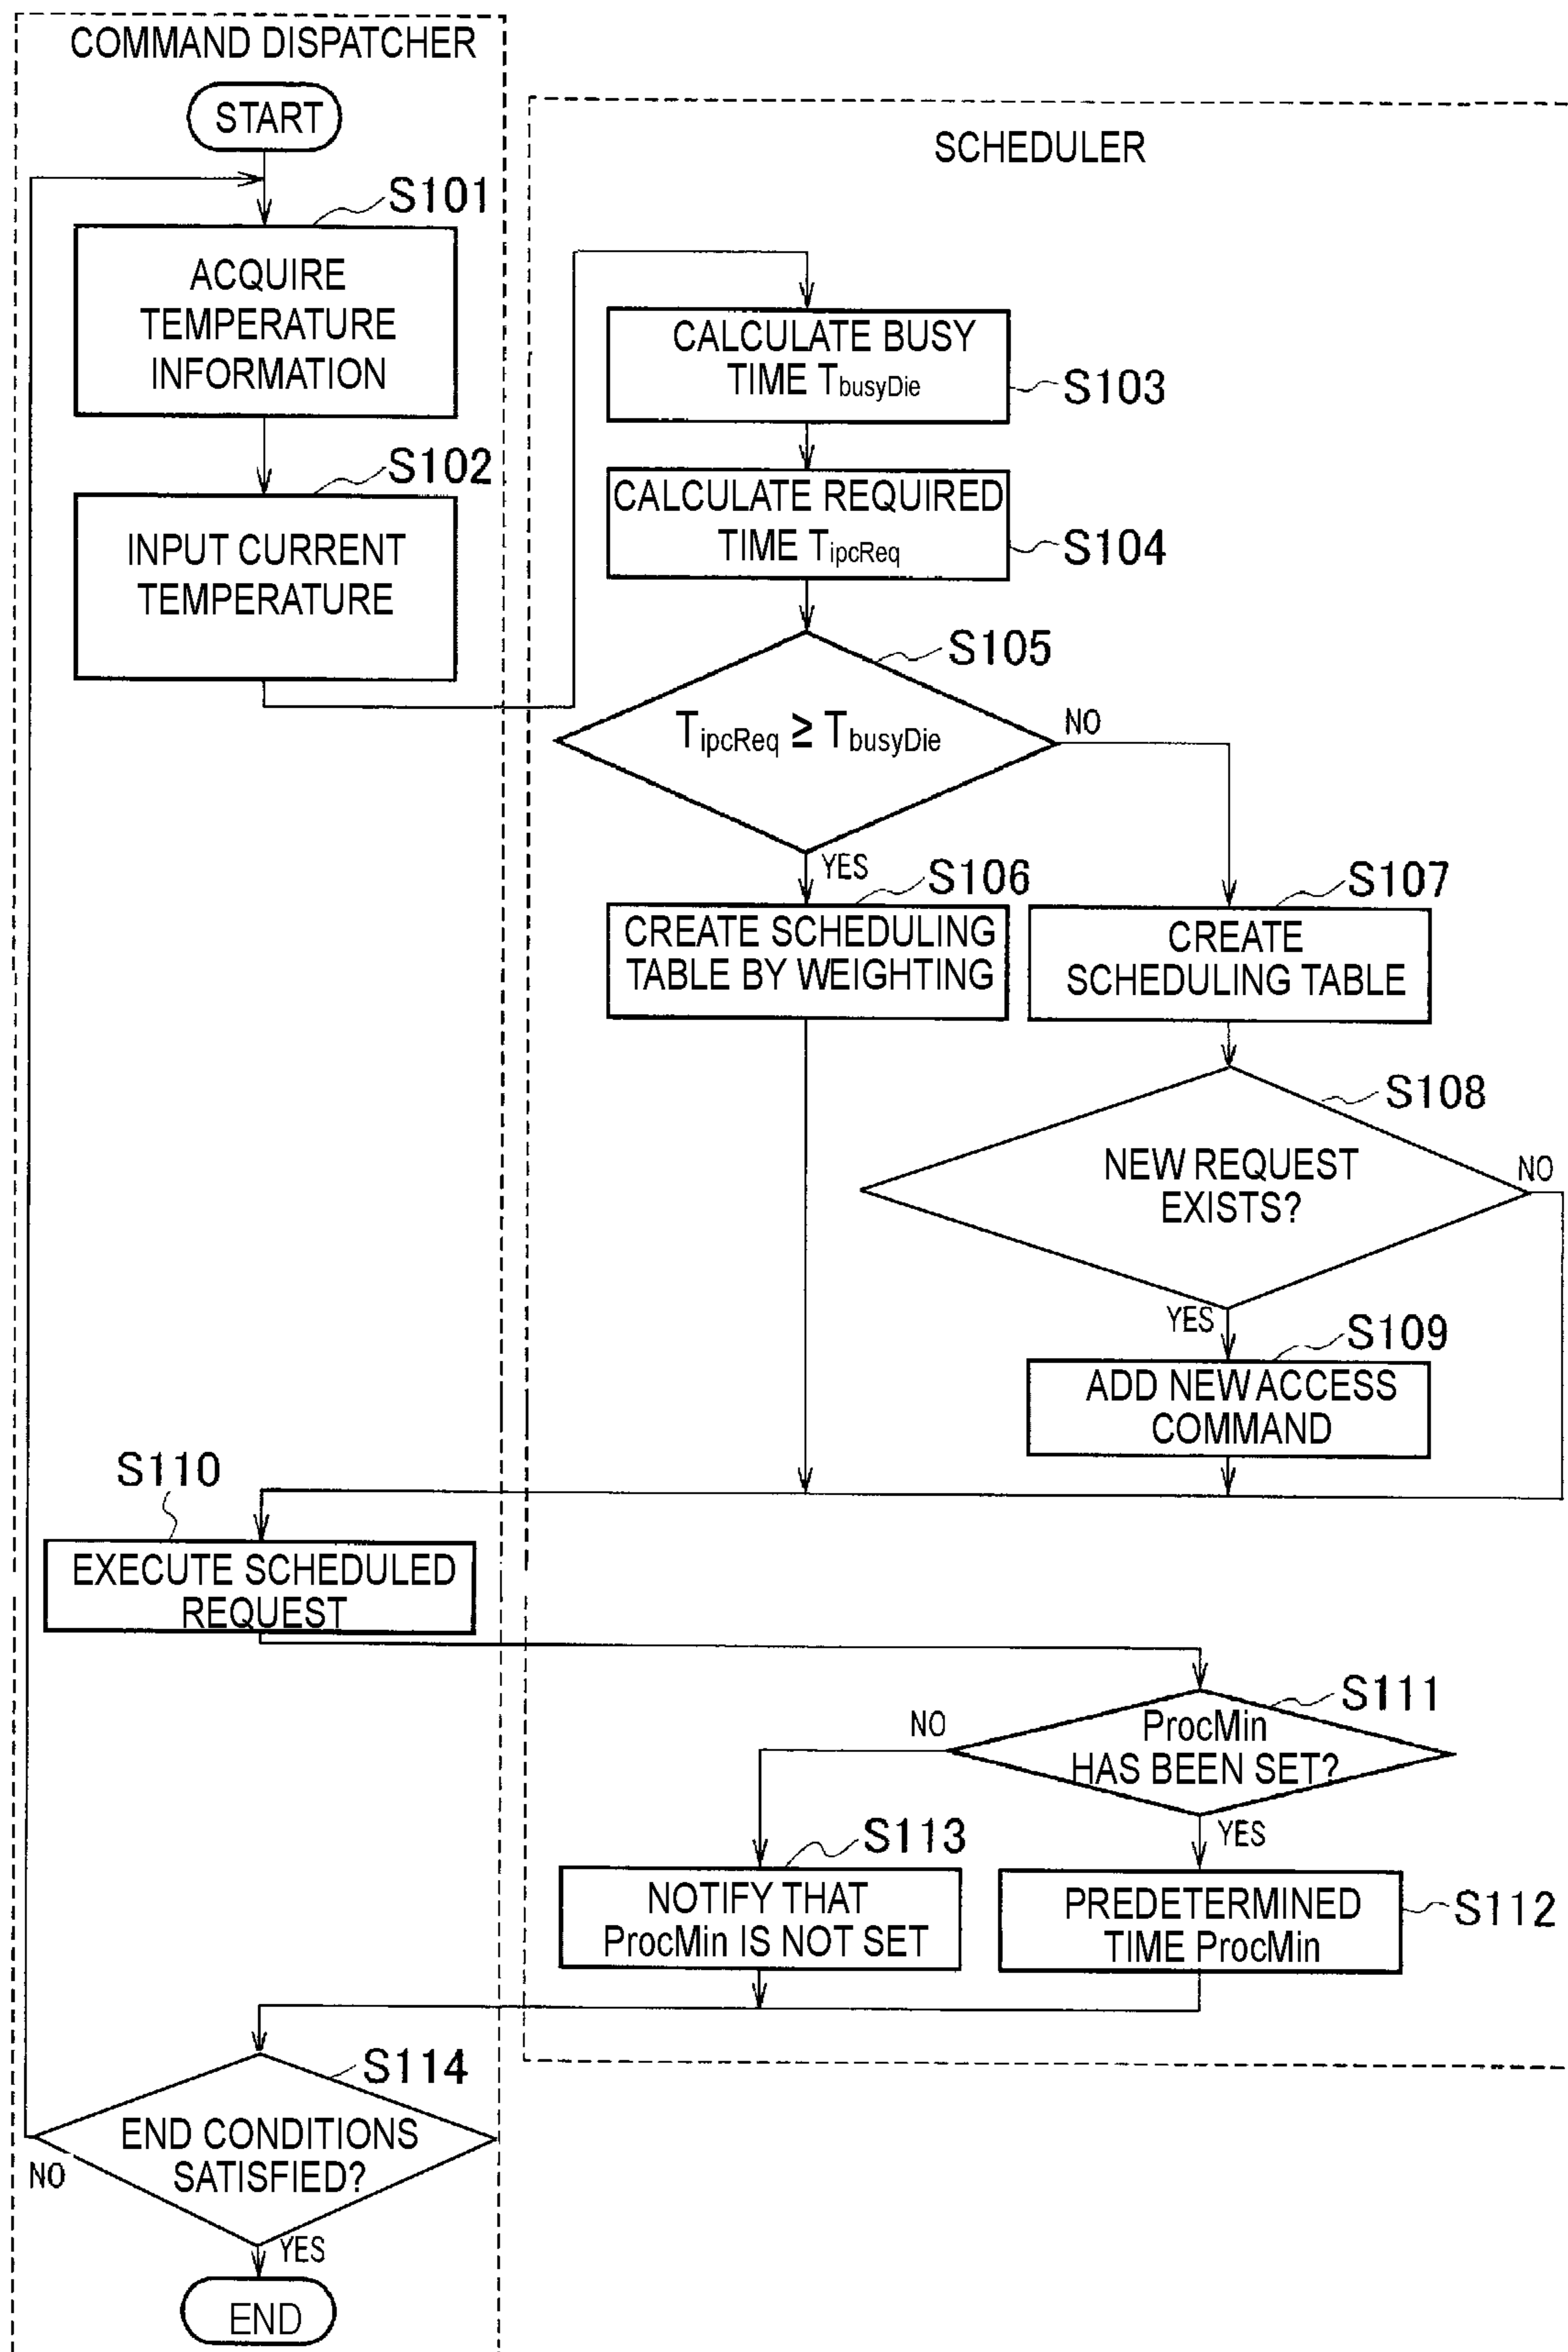 COMMAND DISPATCHER
START
S101
ACQUIRE
TEMPERATURE
INFORMATION
S102
INPUT CURRENT
TEMPERATURE
SCHEDULER
CALCULATE BUSY
TIME TbusyDie
S103
CALCULATE REQUIRED
TIME TipcReq
S104
S105
TipcReq ≥ TbusyDie
NO
YES
S106
CREATE SCHEDULING
TABLE BY WEIGHTING
S107
CREATE
SCHEDULING TABLE
S108
NEW REQUEST
EXISTS?
NO
YES
S109
ADD NEW ACCESS
COMMAND
S110
EXECUTE SCHEDULED
REQUEST
S111
ProcMin
HAS BEEN SET?
NO
YES
S113
NOTIFY THAT
ProcMin IS NOT SET
PREDETERMINED
TIME ProcMin
S112
S114
END CONDITIONS
SATISFIED?
NO
YES
END